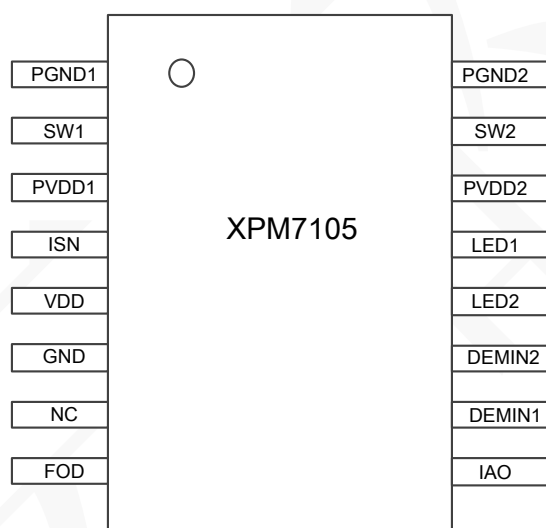 PGND1
PGND2
SW1
SW2
PVDD1
PVDD2
XPM7105
ISN
LED1
VDD
LED2
GND
DEMIN2
NC
DEMIN1
FOD
IAO